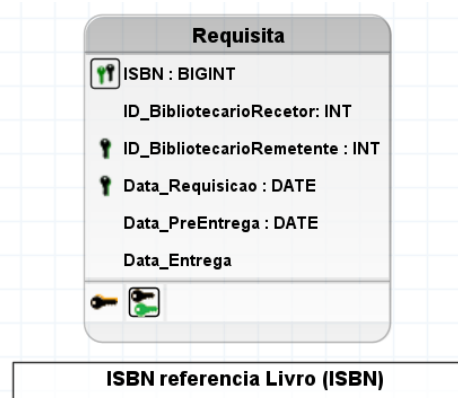 Requisita
ISBN : BIGINT
ID_BibliotecarioRecetor: INT
ID_BibliotecarioRemetente : INT
Data_Requisicao : DATE
Data_PreEntrega : DATE
Data_Entrega
ISBN referencia Livro (ISBN)